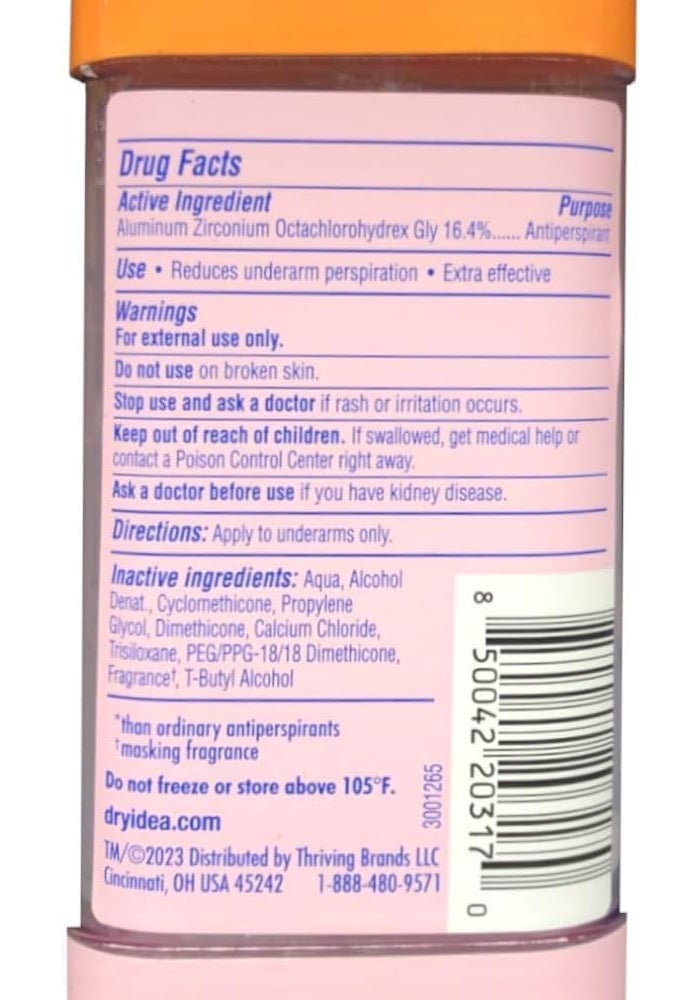 Drug Facts
Active Ingredient Purpose
Aluminum Zirconium Octachlorohydrex Gly 16.4%...... Antiperspirant
Use • Reduces underarm perspiration • Extra effective
Warnings
For external use only.
Do not use on broken skin.
Stop use and ask a doctor if rash or irritation occurs.
Keep out of reach of children. If swallowed, get medical help or
contact a Poison Control Center right away.
Ask a doctor before use if you have kidney disease.
Directions: Apply to underarms only.
Inactive ingredients: Aqua, Alcohol
Denat., Cyclomethicone, Propylene
Glycol, Dimethicone, Calcium Chloride,
Trisiloxane, PEG/PPG-18/18 Dimethicone,
Fragrance†, T-Butyl Alcohol
*than ordinary antiperspirants
†masking fragrance
Do not freeze or store above 105°F.
dryidea.com
TM/©2023 Distributed by Thriving Brands LLC
Cincinnati, OH USA 45242 1-888-480-9571
3001265
8 50042 20317 0